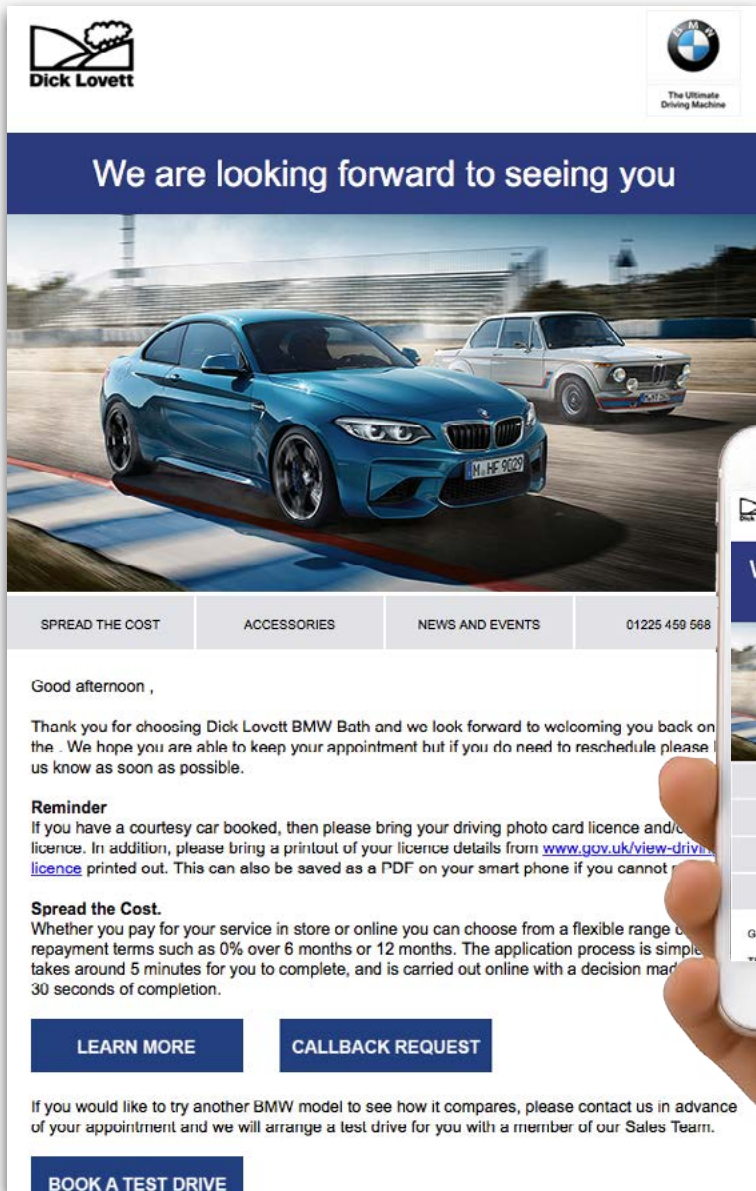 Dick Lovett
BMW
The Ultimate
Driving Machine
We are looking forward to seeing you
M HF 9029
SPREAD THE COST
ACCESSORIES
NEWS AND EVENTS
01225 459 568
Good afternoon ,
Thank you for choosing Dick Lovett BMW Bath and we look forward to welcoming you back on
the . We hope you are able to keep your appointment but if you do need to reschedule please
us know as soon as possible.
Reminder
If you have a courtesy car booked, then please bring your driving photo card licence and/
licence. In addition, please bring a printout of your licence details from www.gov.uk/view-driving
licence printed out. This can also be saved as a PDF on your smart phone if you cannot
Spread the Cost.
Whether you pay for your service in store or online you can choose from a flexible range
repayment terms such as 0% over 6 months or 12 months. The application process is simple
takes around 5 minutes for you to complete, and is carried out online with a decision
30 seconds of completion.
LEARN MORE
CALLBACK REQUEST
If you would like to try another BMW model to see how it compares, please contact us in advance
of your appointment and we will arrange a test drive for you with a member of our Sales Team.
BOOK A TEST DRIVE